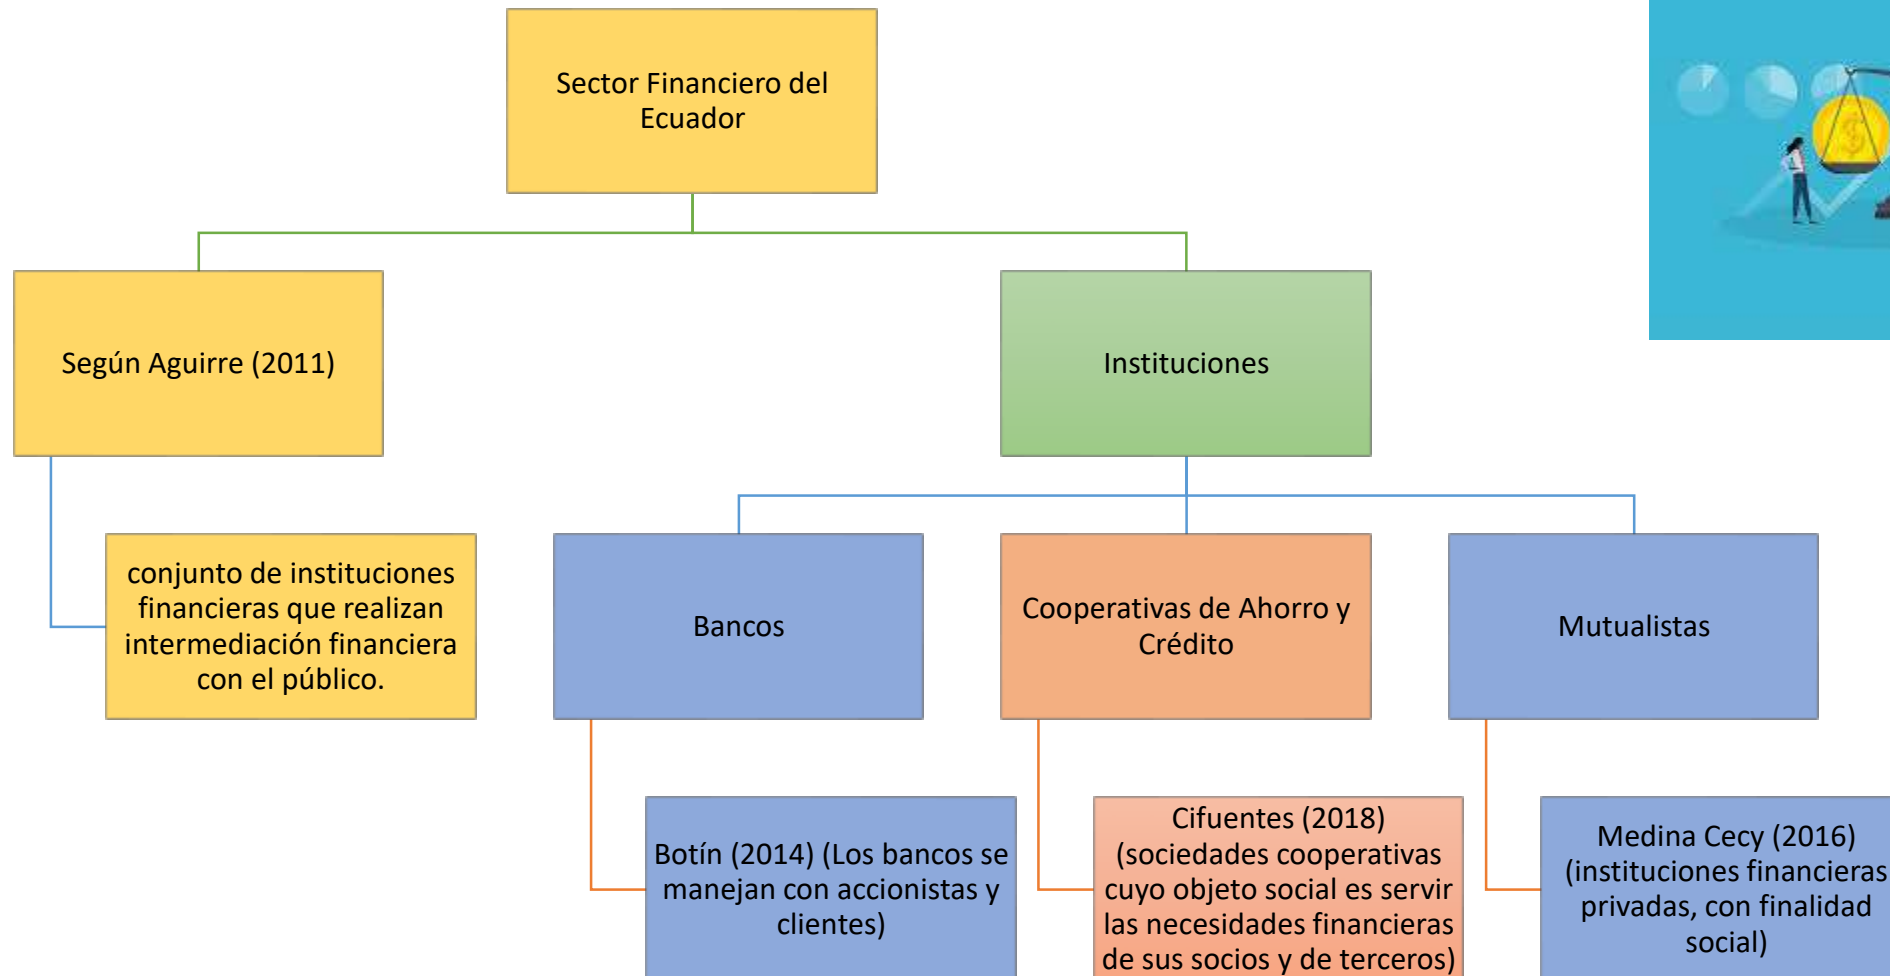 Sector Financiero del
Ecuador
Según Aguirre (2011)
Instituciones
conjunto de instituciones
financieras que realizan
intermediación financiera
con el público.
Bancos
Cooperativas de Ahorro y
Crédito
Mutualistas
Botín (2014) (Los bancos se
manejan con accionistas y
clientes)
Cifuentes (2018)
(sociedades cooperativas
cuyo objeto social es servir
las necesidades financieras
de sus socios y de terceros)
Medina Cecy (2016)
(instituciones financieras
privadas, con finalidad
social)